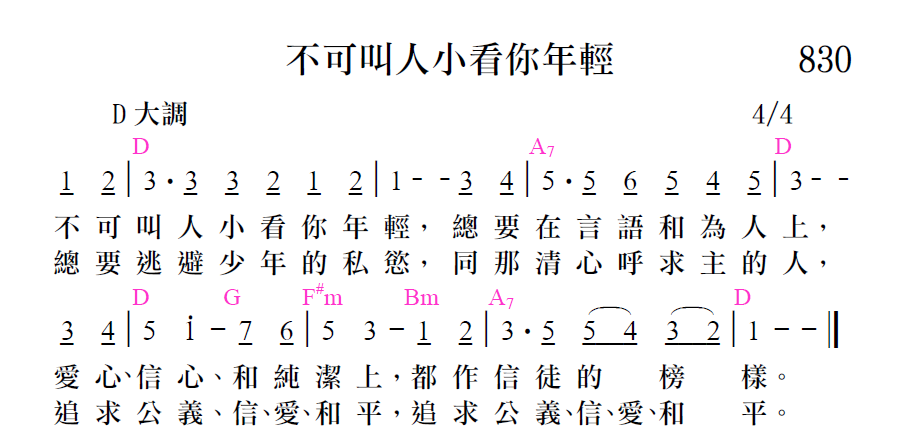 不可叫人小看你年輕 830
D 大調 4/4
D A7 D
1 2 | 3 · 3 3 2 1 2 | 1 - - 3 4 | 5 · 5 6 5 4 5 | 3 - -
不可叫人小看你年輕，總要在言語和為人上，
總要逃避少年的私慾，同那清心呼求主的人，
D G F#m Bm A7 D
3 4 | 5 i - 7 6 | 5 3 - 1 2 | 3 · 5 5 4 3 2 | 1 - - ‖
愛心、信心、和純潔上，都作信徒的榜樣。
追求公義、信、愛、和平，追求公義、信、愛、和平。